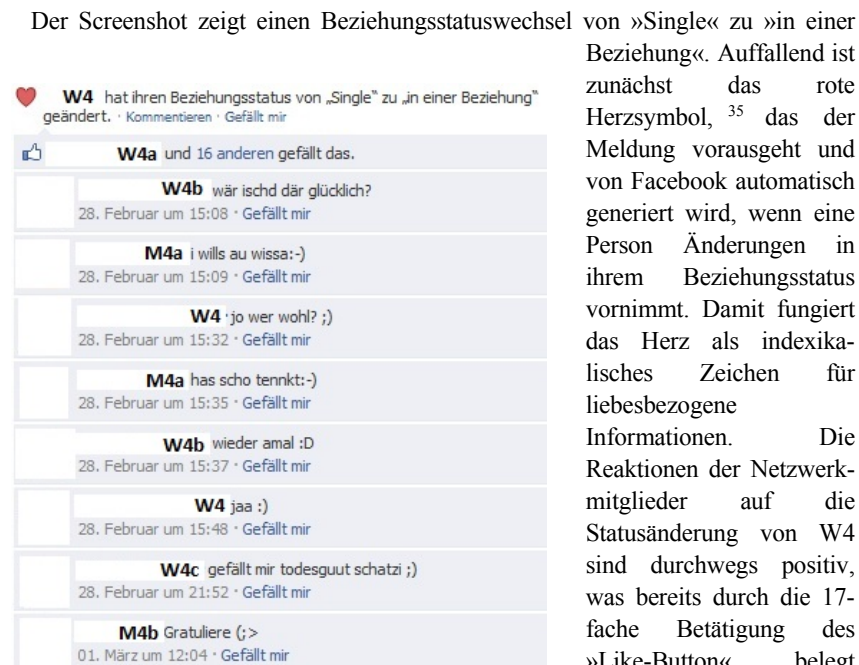 Der Screenshot zeigt einen Beziehungsstatuswechsel von »Single« zu »in einer
Beziehung«. Auffallend ist
zunächst das rote
Herzsymbol, 35 das der
Meldung vorausgeht und
von Facebook automatisch
generiert wird, wenn eine
Person Änderungen in
ihrem Beziehungsstatus
vornimmt. Damit fungiert
das Herz als indexika-
lisches Zeichen für
liebesbezogene
Informationen. Die
Reaktionen der Netzwerk-
mitglieder auf die
Statusänderung von W4
sind durchwegs positiv,
was bereits durch die 17-
fache Betätigung des
»Like-Button« belegt
W4 hat ihren Beziehungsstatus von „Single“ zu „in einer Beziehung“
geändert. · Kommentieren · Gefällt mir
W4a und 16 anderen gefällt das.
W4b wär ischd där glücklich?
28. Februar um 15:08 · Gefällt mir
M4a i wills au wissa:-)
28. Februar um 15:09 · Gefällt mir
W4 jo wer wohl? ;)
28. Februar um 15:32 · Gefällt mir
M4a has scho tennkt:-)
28. Februar um 15:35 · Gefällt mir
W4b wieder amal :D
28. Februar um 15:37 · Gefällt mir
W4 jaa :)
28. Februar um 15:48 · Gefällt mir
W4c gefällt mir todesguut schatzi ;)
28. Februar um 21:52 · Gefällt mir
M4b Gratuliere (;>
01. März um 12:04 · Gefällt mir